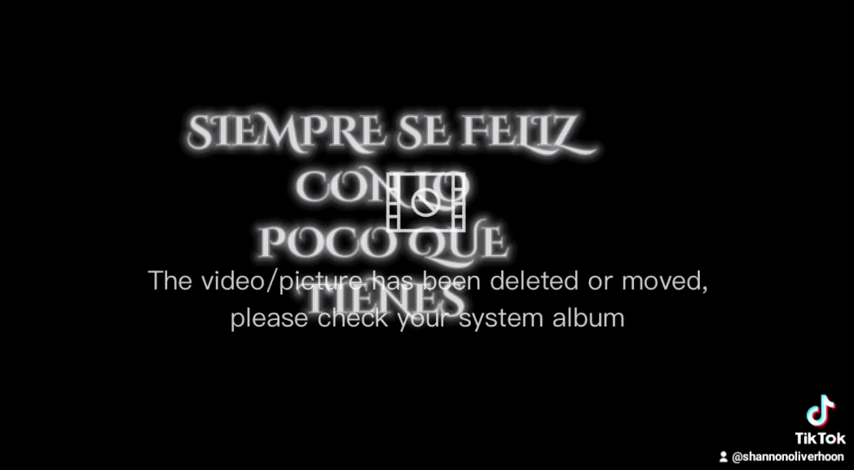 SIEMPRE SE FELIZ
CON LO
POCO QUE
The video/picture has been deleted or moved,
TIENES
please check your system album
TikTok
@shannonoliverhoon